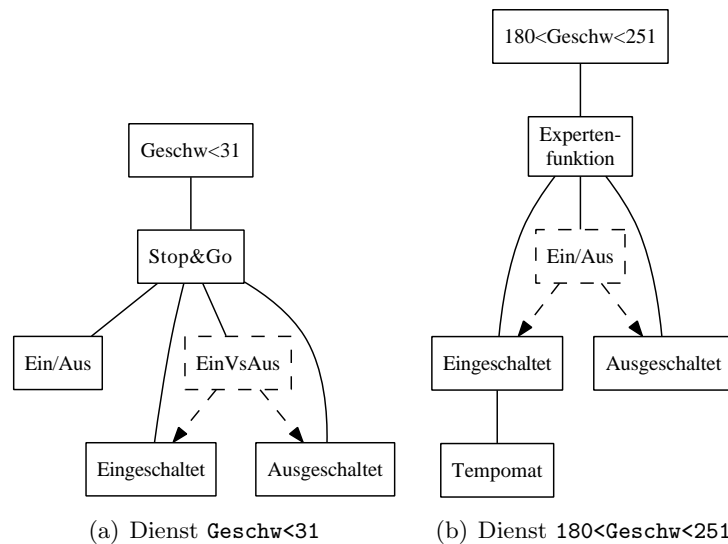 Geschw<31
Stop&Go
Ein/Aus
EinVsAus
Eingeschaltet
Ausgeschaltet
(a) Dienst Geschw<31
180<Geschw<251
Experten-
funktion
Ein/Aus
Eingeschaltet
Ausgeschaltet
Tempomat
(b) Dienst 180<Geschw<251